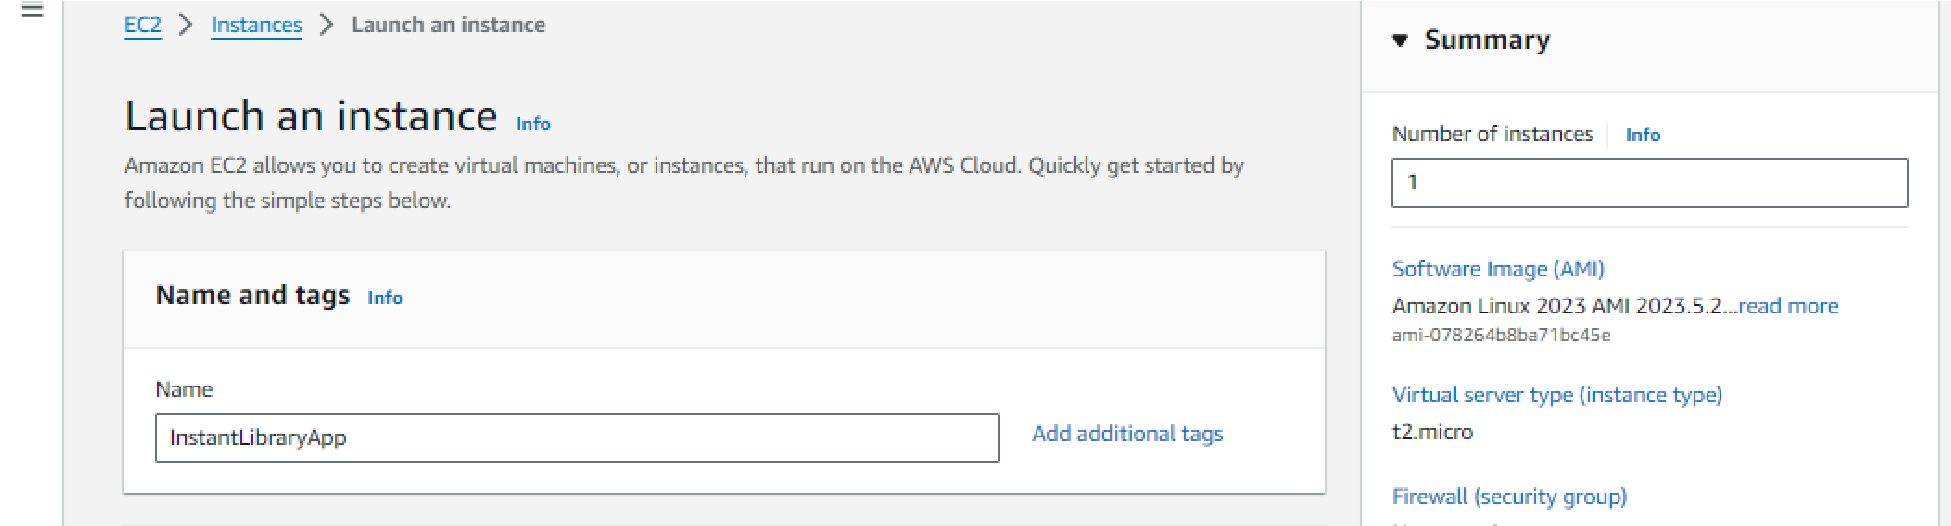 EC2 > Instances > Launch an instance
Launch an instance Info
Amazon EC2 allows you to create virtual machines, or instances, that run on the AWS Cloud. Quickly get started by
following the simple steps below.
Name and tags Info
Name
InstantLibraryApp
Add additional tags
Summary
Number of instances Info
1
Software Image (AMI)
Amazon Linux 2023 AMI 2023.5.2...read more
ami-078264b8ba71bc45e
Virtual server type (instance type)
t2.micro
Firewall (security group)